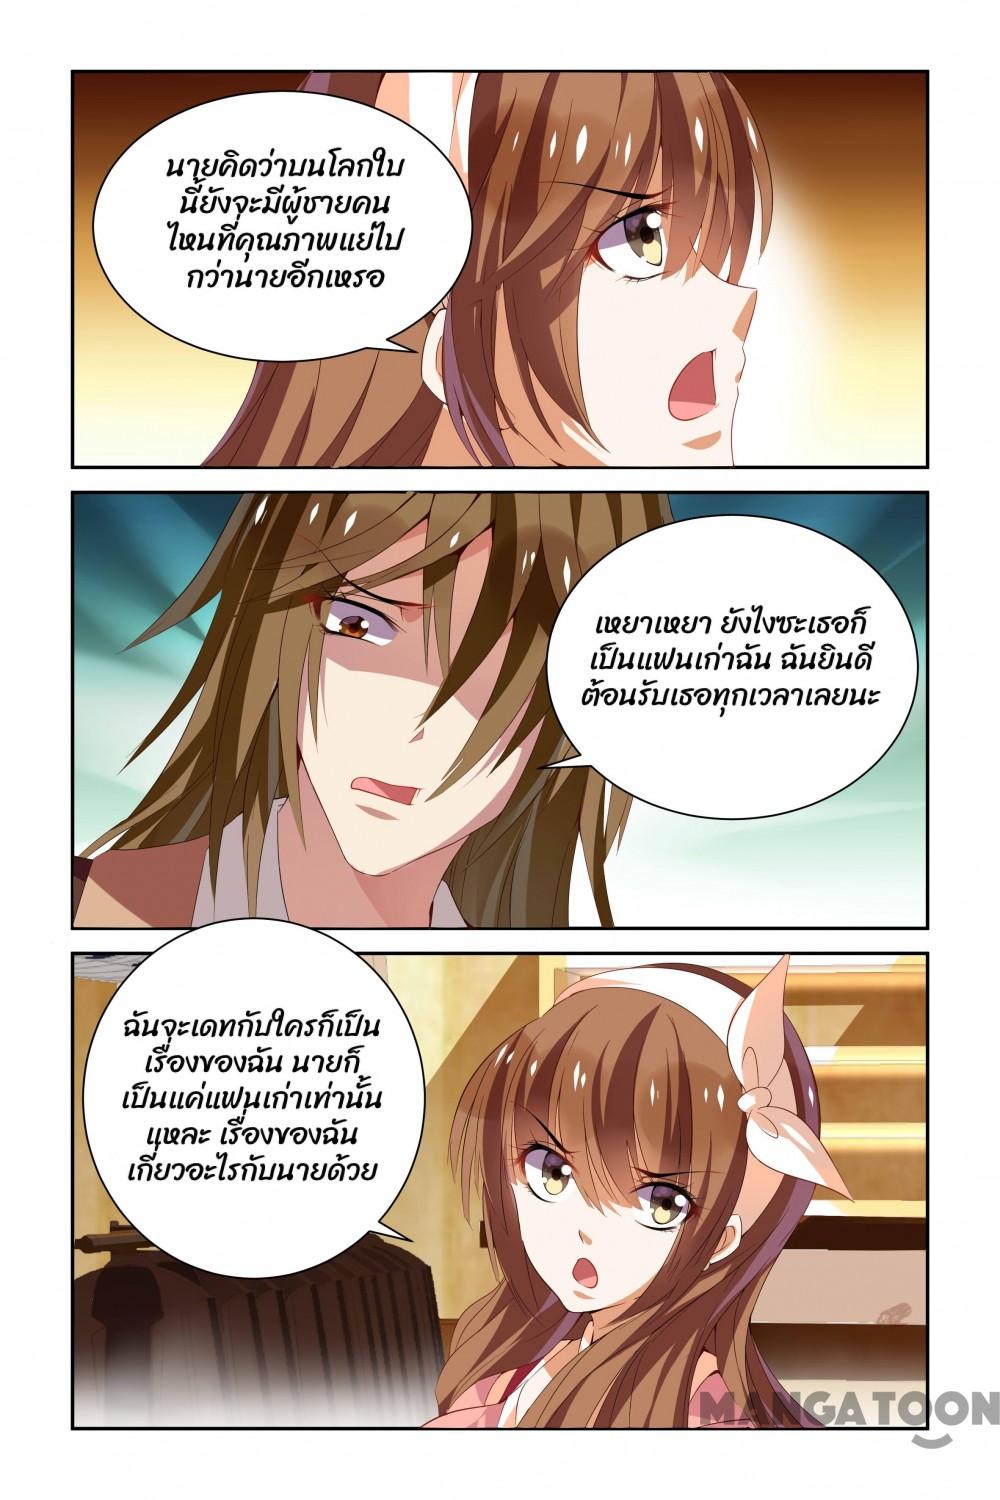 นายคิดว่าบนโลกใบ
นี้ยังจะมีผู้ชายคน
ไหนที่คุณภาพแย่ไป
กว่านายอีกเหรอ
เหยาเหยา ยังไงซะเธอก็
เป็นแฟนเก่าฉัน ฉันยินดี
ต้อนรับเธอทุกเวลาเลยนะ
ฉันจะเดทกับใครก็เป็น
เรื่องของฉัน นายก็
เป็นแค่แฟนเก่าเท่านั้น
แหละ เรื่องของฉัน
เกี่ยวอะไรกับนายด้วย
MANGATOON